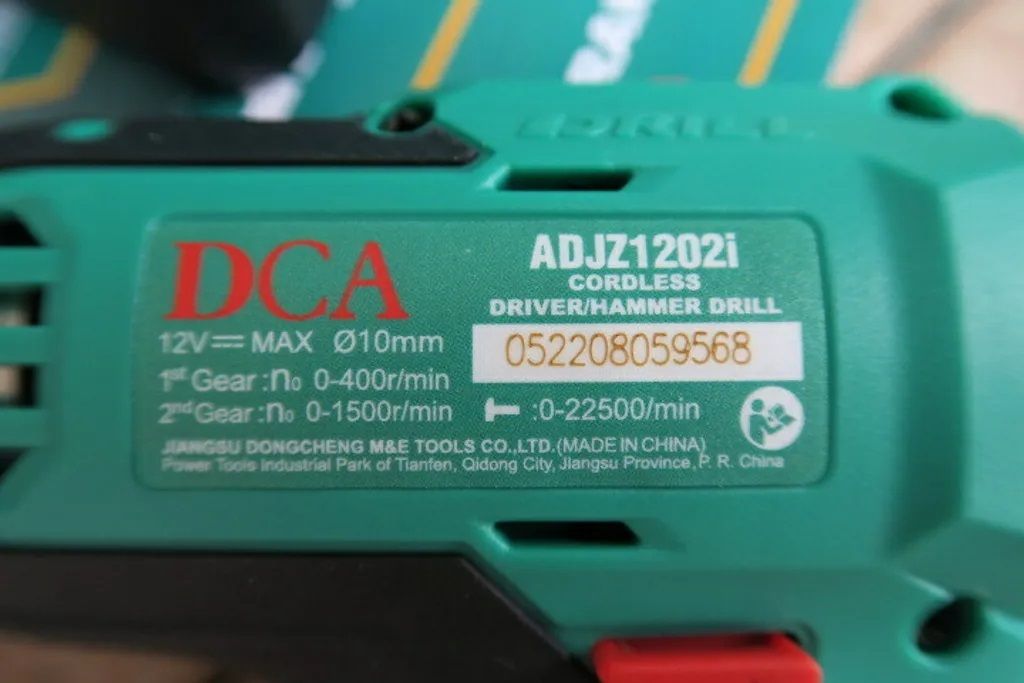 DRILL
DCA
12V⎓ MAX Ø10mm
1st Gear :n₀ 0-400r/min
2nd Gear :n₀ 0-1500r/min
ADJZ1202i
CORDLESS
DRIVER/HAMMER DRILL
052208059568
:0-22500/min
JIANGSU DONGCHENG M&E TOOLS CO.,LTD.(MADE IN CHINA)
Power Tools Industrial Park of Tianfen, Qidong City, Jiangsu Province, P. R. China